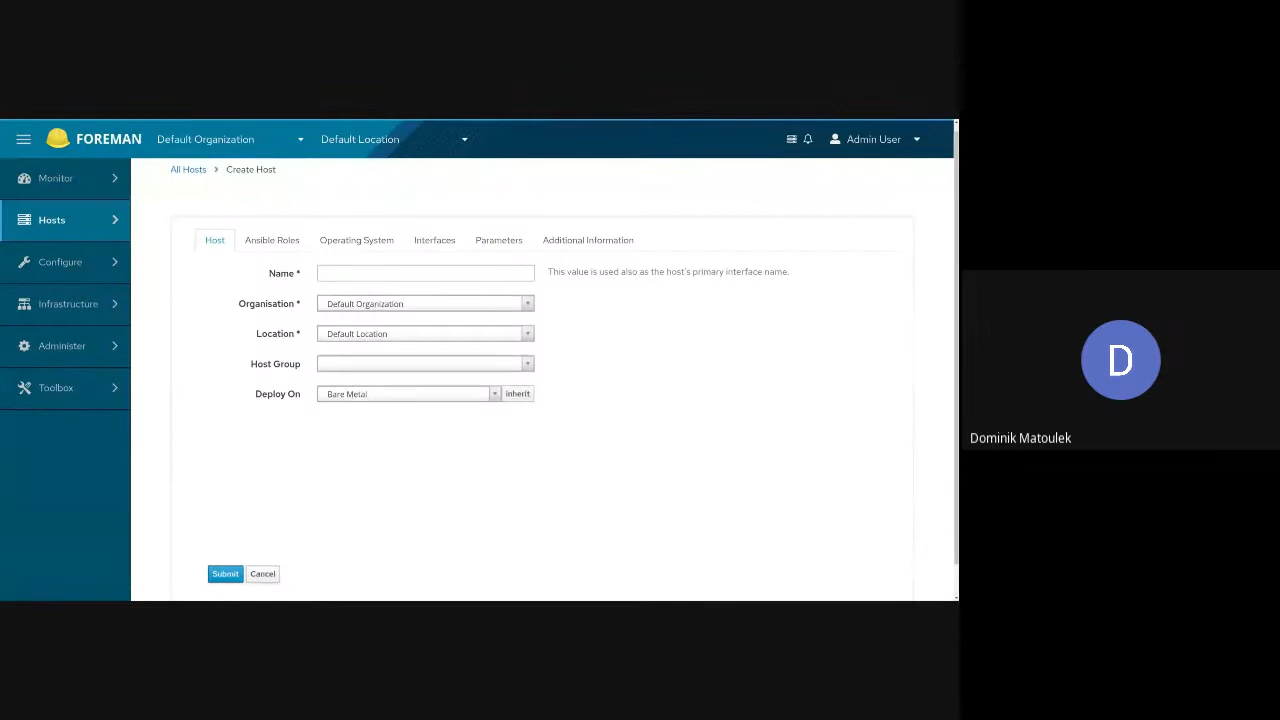 FOREMAN Default Organization Default Location Admin User
Monitor
Hosts
Configure
Infrastructure
Administer
Toolbox
All Hosts > Create Host
Host Ansible Roles Operating System Interfaces Parameters Additional Information
Name * This value is used also as the host's primary interface name.
Organisation * Default Organization
Location * Default Location
Host Group
Deploy On Bare Metal inherit
Submit Cancel
D
Dominik Matoulek